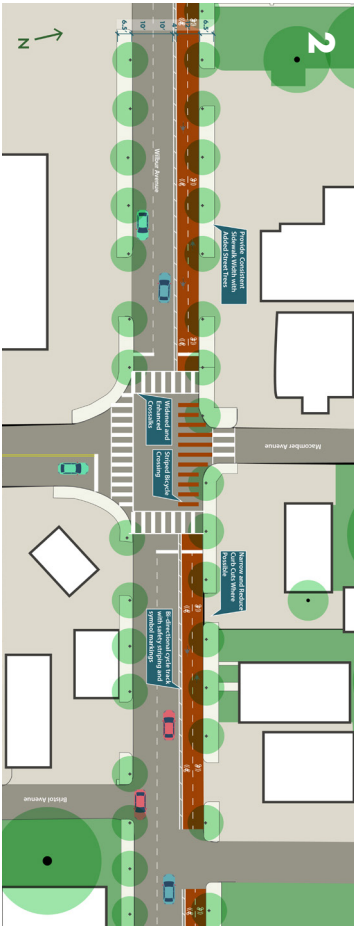 2
N
6.5'
10'
10'
4'
6.5'
Wilbur Avenue
Provide Consistent
Sidewalk Width with
Added Street Trees
Widened and
Enhanced
Crossalks
Striped Bicycle
Crossing
Macomber Avenue
Narrow and Reduce
Curb Cuts Where
Possible
Bi-directional cycle track
with safety striping and
symbol markings
Bristol Avenue